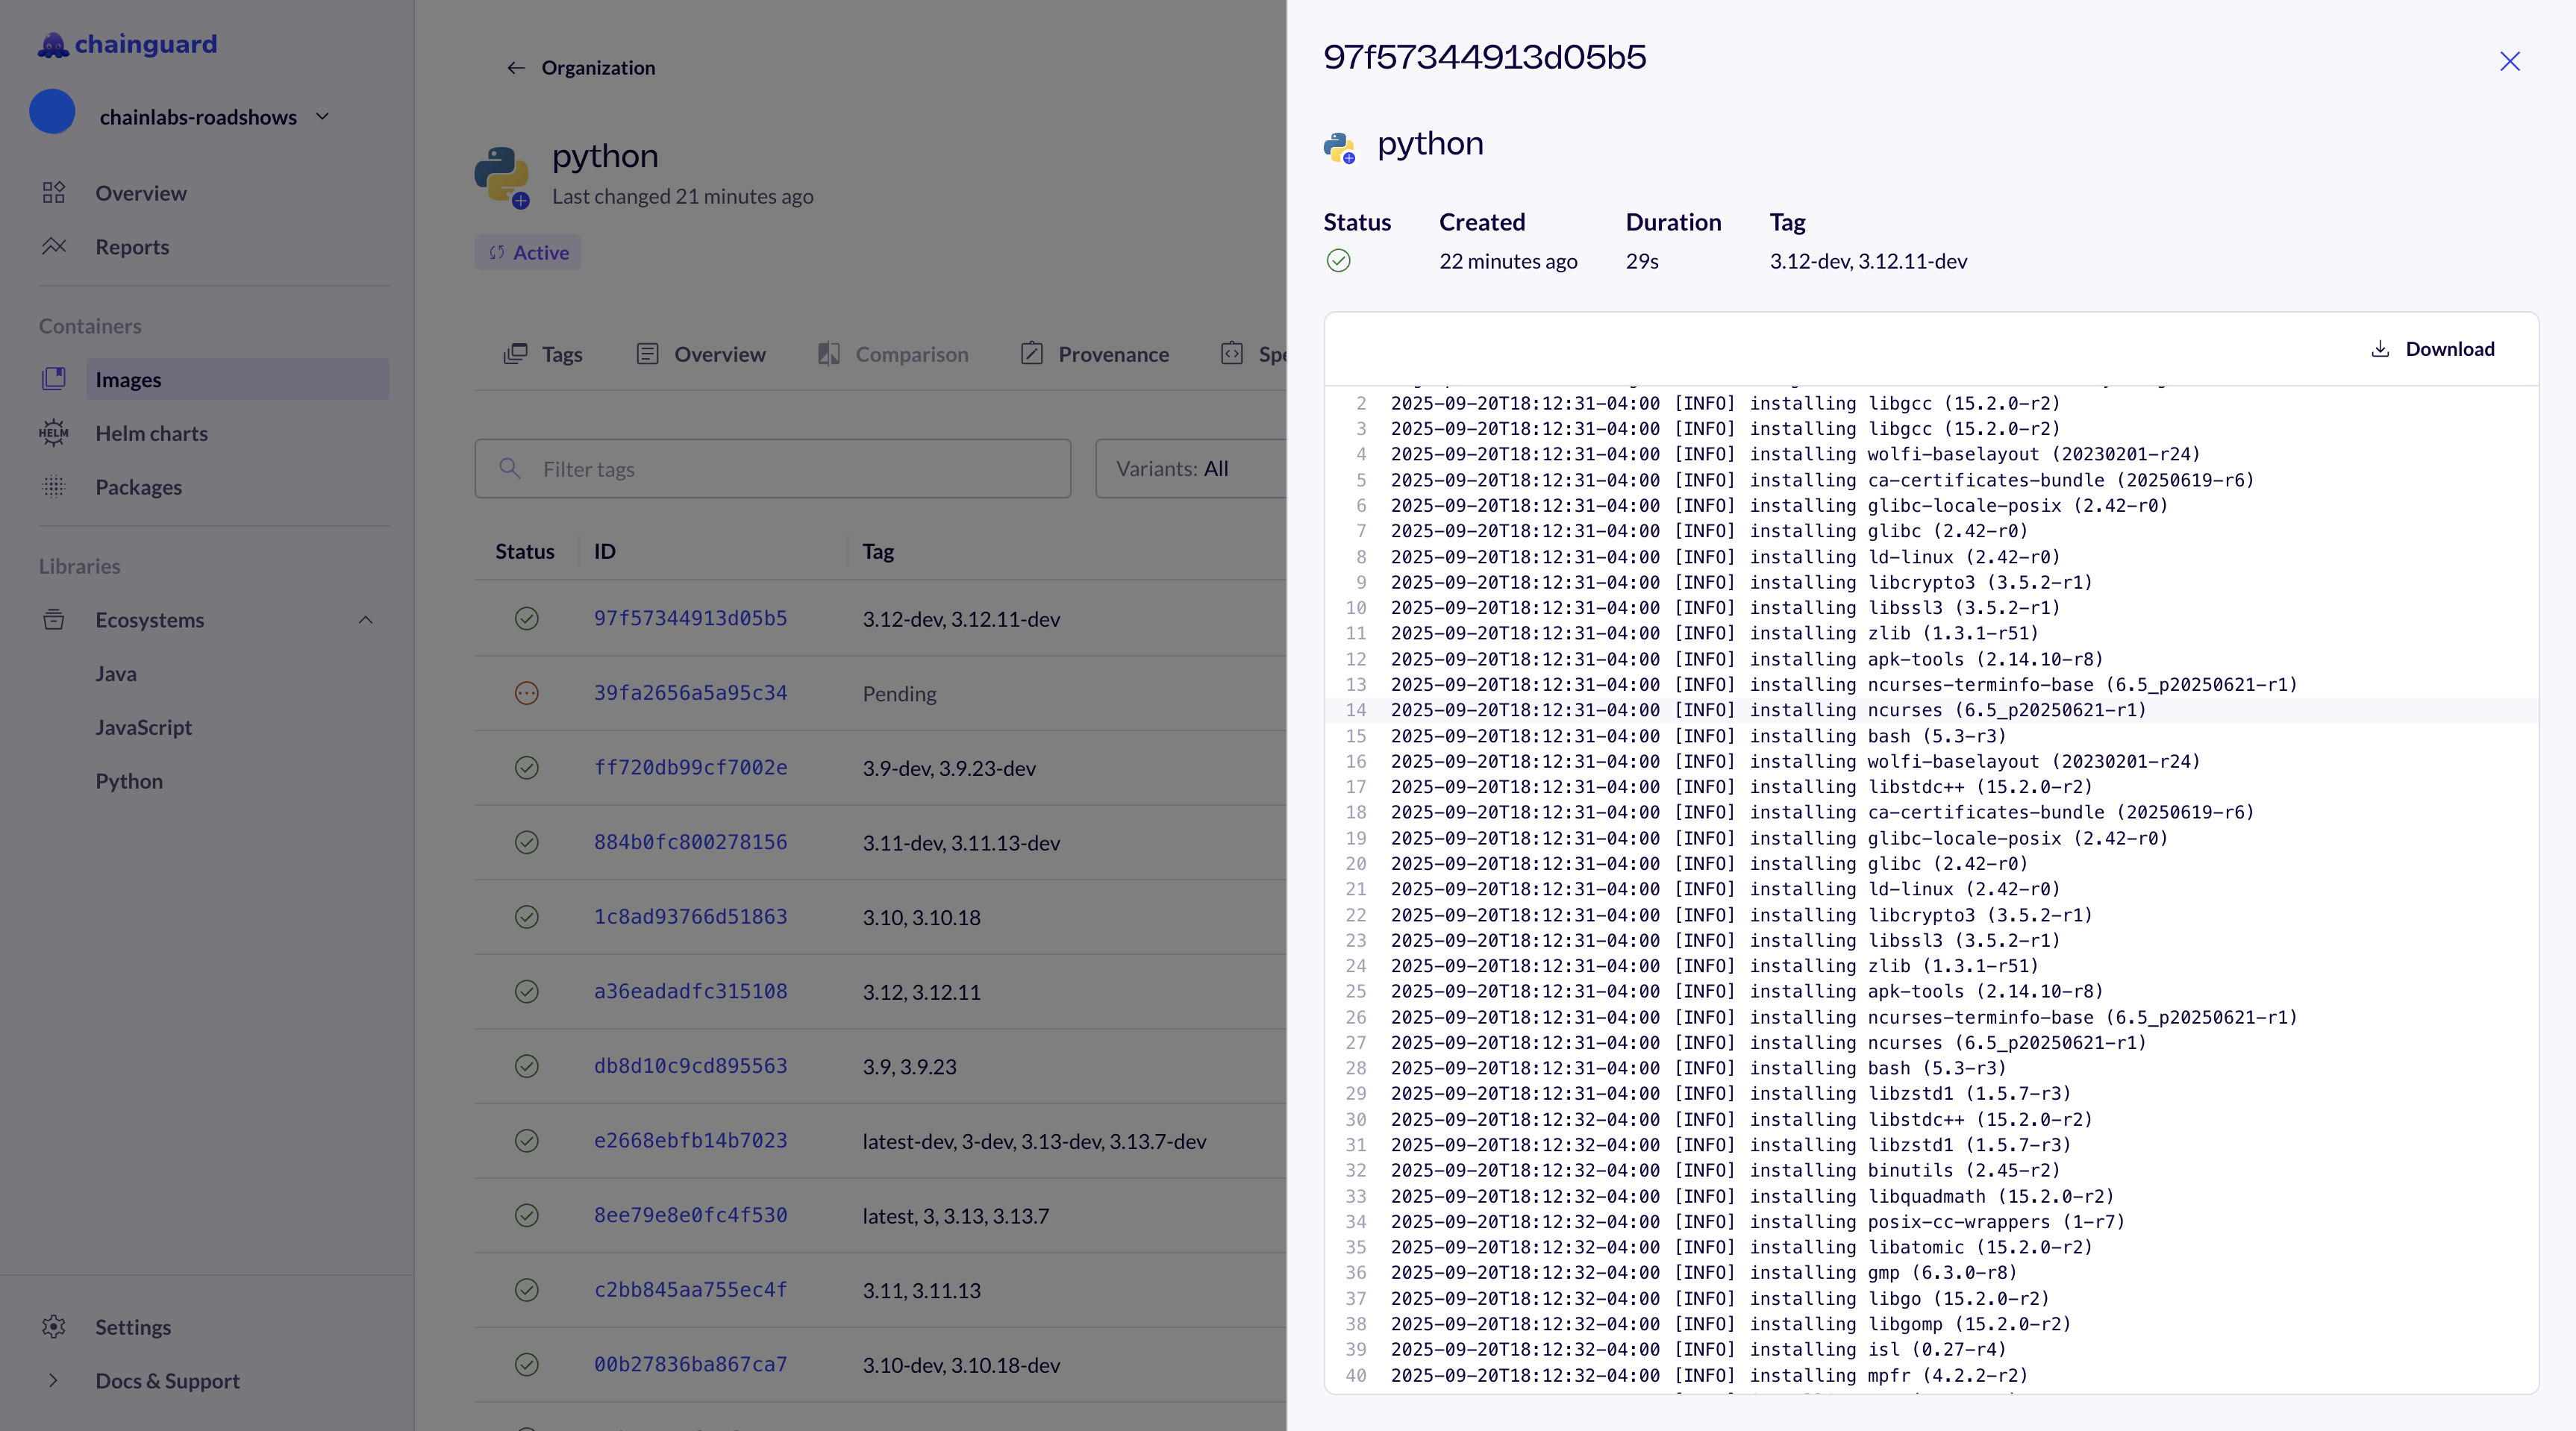 chainguard
chainlabs-roadshows
Overview
Reports
Containers
Images
HELM Helm charts
Packages
Libraries
Ecosystems
Java
JavaScript
Python
Settings
Docs & Support
Organization
python
Last changed 21 minutes ago
Active
Tags Overview Comparison Provenance Spe
Filter tags Variants: All
Status ID Tag
97f57344913d05b5 3.12-dev, 3.12.11-dev
39fa2656a5a95c34 Pending
ff720db99cf7002e 3.9-dev, 3.9.23-dev
884b0fc800278156 3.11-dev, 3.11.13-dev
1c8ad93766d51863 3.10, 3.10.18
a36eadadfc315108 3.12, 3.12.11
db8d10c9cd895563 3.9, 3.9.23
e2668ebfb14b7023 latest-dev, 3-dev, 3.13-dev, 3.13.7-dev
8ee79e8e0fc4f530 latest, 3, 3.13, 3.13.7
c2bb845aa755ec4f 3.11, 3.11.13
00b27836ba867ca7 3.10-dev, 3.10.18-dev
97f57344913d05b5
python
Status Created Duration Tag
22 minutes ago 29s 3.12-dev, 3.12.11-dev
Download
2 2025-09-20T18:12:31-04:00 [INFO] installing libgcc (15.2.0-r2)
3 2025-09-20T18:12:31-04:00 [INFO] installing libgcc (15.2.0-r2)
4 2025-09-20T18:12:31-04:00 [INFO] installing wolfi-baselayout (20230201-r24)
5 2025-09-20T18:12:31-04:00 [INFO] installing ca-certificates-bundle (20250619-r6)
6 2025-09-20T18:12:31-04:00 [INFO] installing glibc-locale-posix (2.42-r0)
7 2025-09-20T18:12:31-04:00 [INFO] installing glibc (2.42-r0)
8 2025-09-20T18:12:31-04:00 [INFO] installing ld-linux (2.42-r0)
9 2025-09-20T18:12:31-04:00 [INFO] installing libcrypto3 (3.5.2-r1)
10 2025-09-20T18:12:31-04:00 [INFO] installing libssl3 (3.5.2-r1)
11 2025-09-20T18:12:31-04:00 [INFO] installing zlib (1.3.1-r51)
12 2025-09-20T18:12:31-04:00 [INFO] installing apk-tools (2.14.10-r8)
13 2025-09-20T18:12:31-04:00 [INFO] installing ncurses-terminfo-base (6.5_p20250621-r1)
14 2025-09-20T18:12:31-04:00 [INFO] installing ncurses (6.5_p20250621-r1)
15 2025-09-20T18:12:31-04:00 [INFO] installing bash (5.3-r3)
16 2025-09-20T18:12:31-04:00 [INFO] installing wolfi-baselayout (20230201-r24)
17 2025-09-20T18:12:31-04:00 [INFO] installing libstdc++ (15.2.0-r2)
18 2025-09-20T18:12:31-04:00 [INFO] installing ca-certificates-bundle (20250619-r6)
19 2025-09-20T18:12:31-04:00 [INFO] installing glibc-locale-posix (2.42-r0)
20 2025-09-20T18:12:31-04:00 [INFO] installing glibc (2.42-r0)
21 2025-09-20T18:12:31-04:00 [INFO] installing ld-linux (2.42-r0)
22 2025-09-20T18:12:31-04:00 [INFO] installing libcrypto3 (3.5.2-r1)
23 2025-09-20T18:12:31-04:00 [INFO] installing libssl3 (3.5.2-r1)
24 2025-09-20T18:12:31-04:00 [INFO] installing zlib (1.3.1-r51)
25 2025-09-20T18:12:31-04:00 [INFO] installing apk-tools (2.14.10-r8)
26 2025-09-20T18:12:31-04:00 [INFO] installing ncurses-terminfo-base (6.5_p20250621-r1)
27 2025-09-20T18:12:31-04:00 [INFO] installing ncurses (6.5_p20250621-r1)
28 2025-09-20T18:12:31-04:00 [INFO] installing bash (5.3-r3)
29 2025-09-20T18:12:31-04:00 [INFO] installing libzstd1 (1.5.7-r3)
30 2025-09-20T18:12:32-04:00 [INFO] installing libstdc++ (15.2.0-r2)
31 2025-09-20T18:12:32-04:00 [INFO] installing libzstd1 (1.5.7-r3)
32 2025-09-20T18:12:32-04:00 [INFO] installing binutils (2.45-r2)
33 2025-09-20T18:12:32-04:00 [INFO] installing libquadmath (15.2.0-r2)
34 2025-09-20T18:12:32-04:00 [INFO] installing posix-cc-wrappers (1-r7)
35 2025-09-20T18:12:32-04:00 [INFO] installing libatomic (15.2.0-r2)
36 2025-09-20T18:12:32-04:00 [INFO] installing gmp (6.3.0-r8)
37 2025-09-20T18:12:32-04:00 [INFO] installing libgo (15.2.0-r2)
38 2025-09-20T18:12:32-04:00 [INFO] installing libgomp (15.2.0-r2)
39 2025-09-20T18:12:32-04:00 [INFO] installing isl (0.27-r4)
40 2025-09-20T18:12:32-04:00 [INFO] installing mpfr (4.2.2-r2)